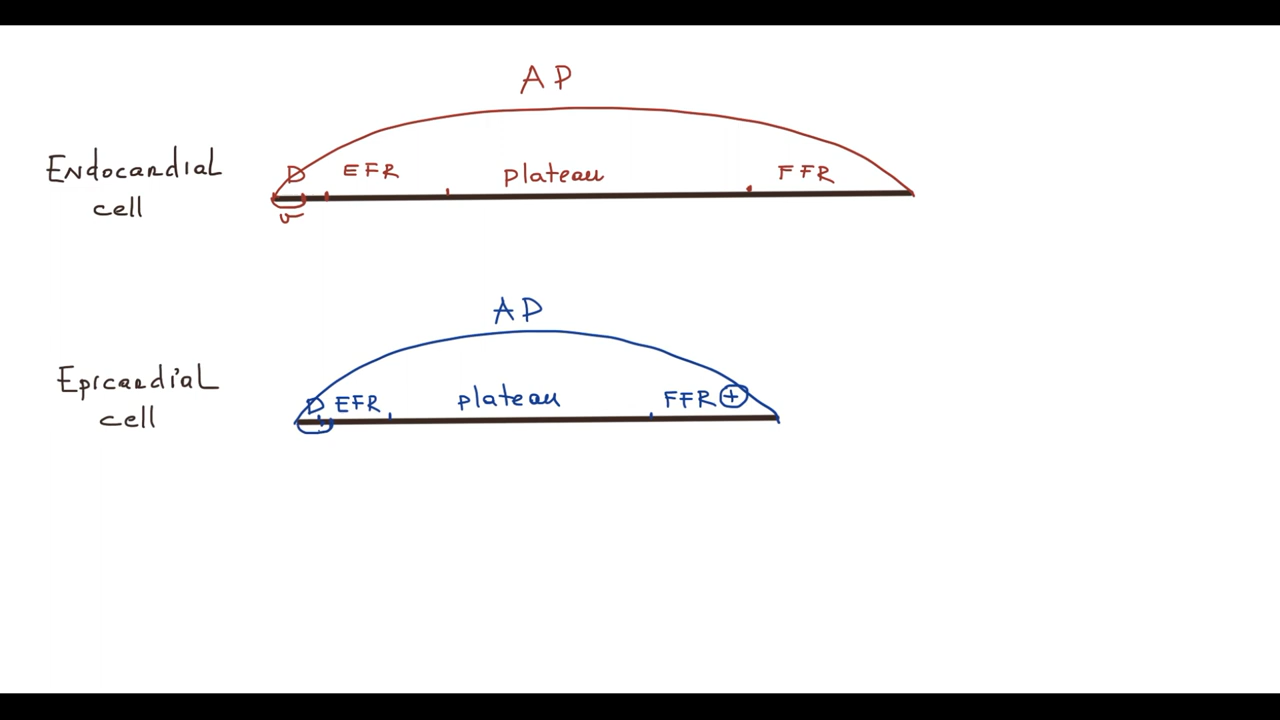 AP
Endocardial
cell
D EFR plateau FFR
AP
Epicardial
cell
D EFR plateau FFR +